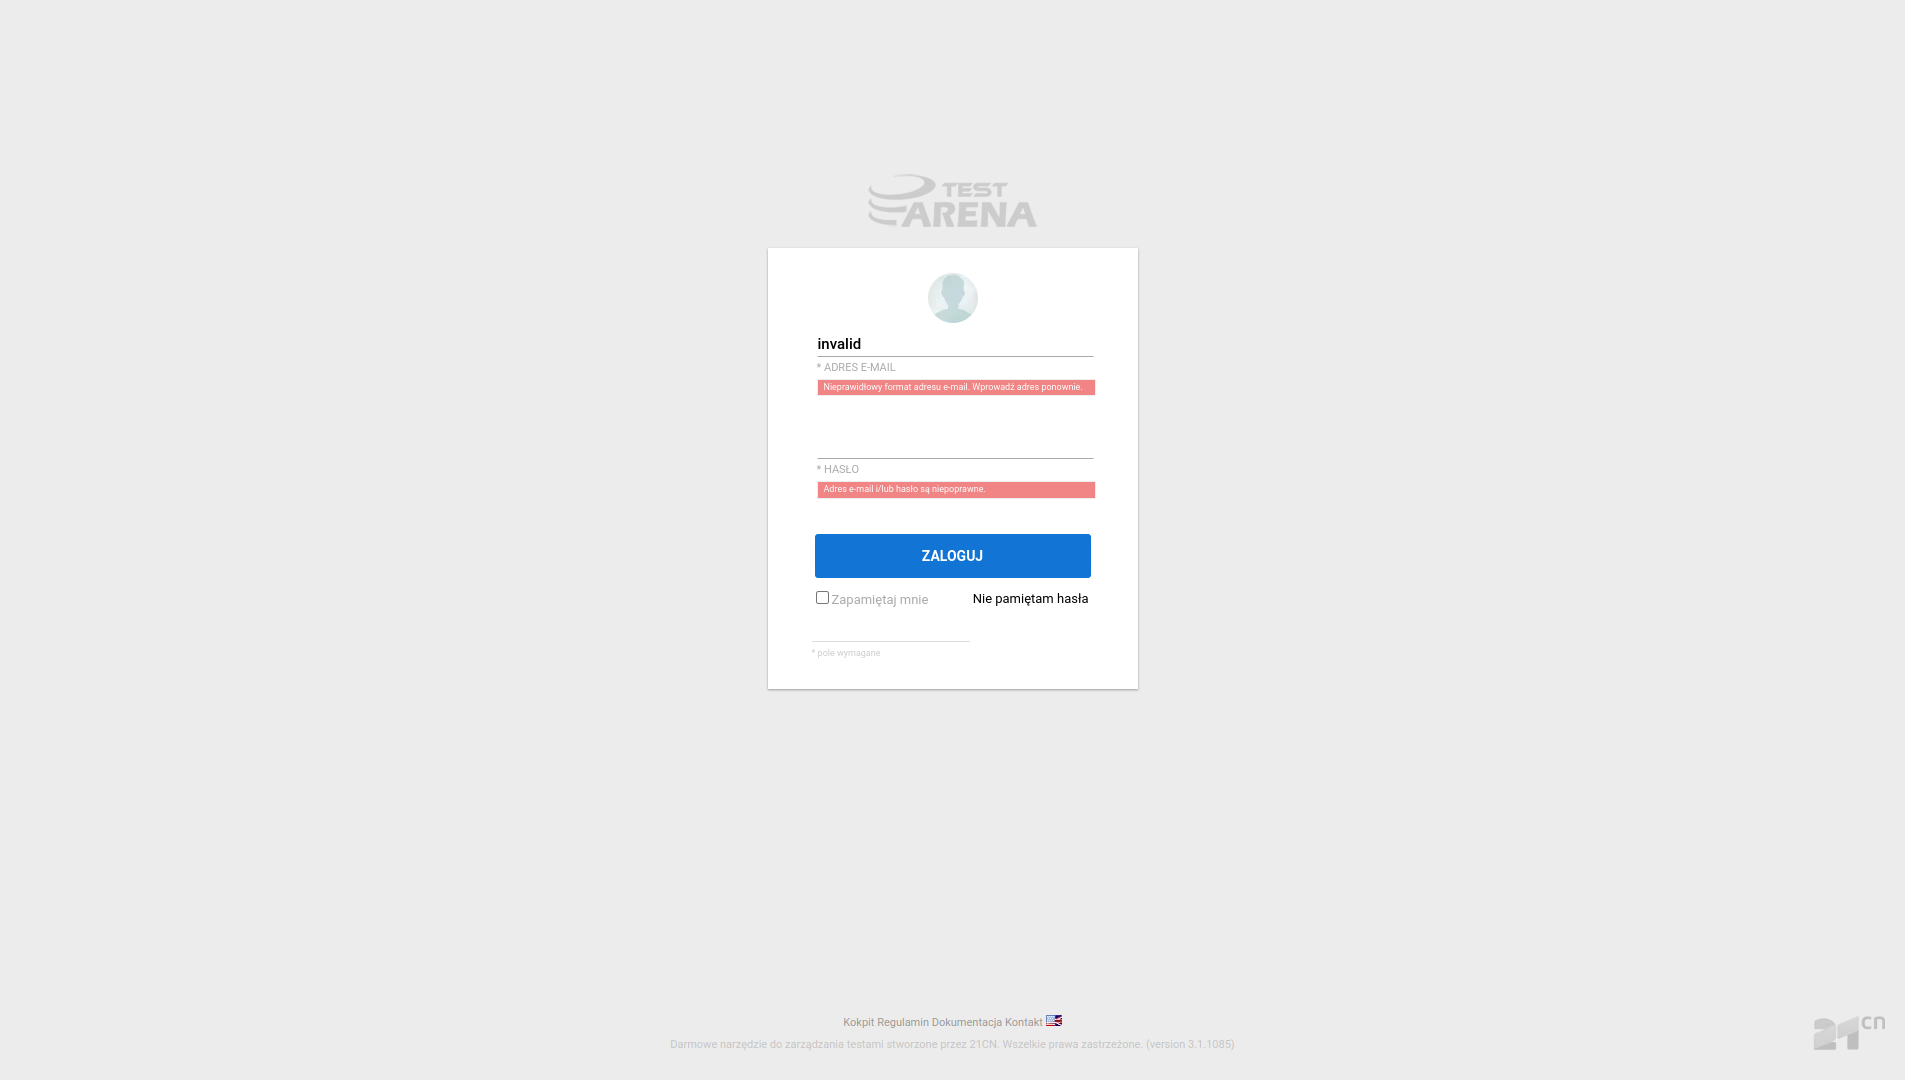 TEST
ARENA
invalid
* ADRES E-MAIL
Nieprawidłowy format adresu e-mail. Wprowadź adres ponownie.
* HASŁO
Adres e-mail i/lub hasło są niepoprawne.
ZALOGUJ
Zapamiętaj mnie Nie pamiętam hasła
* pole wymagane
Kokpit Regulamin Dokumentacja Kontakt
Darmowe narzędzie do zarządzania testami stworzone przez 21CN. Wszelkie prawa zastrzeżone. (version 3.1.1085)
21cn